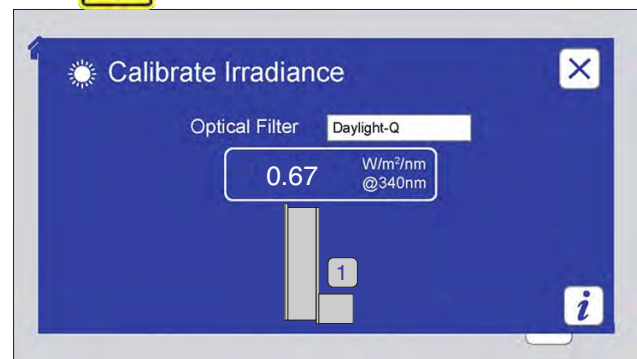 Calibrate Irradiance
Optical Filter Daylight-Q
0.67 W/m²/nm
@340nm
1
i